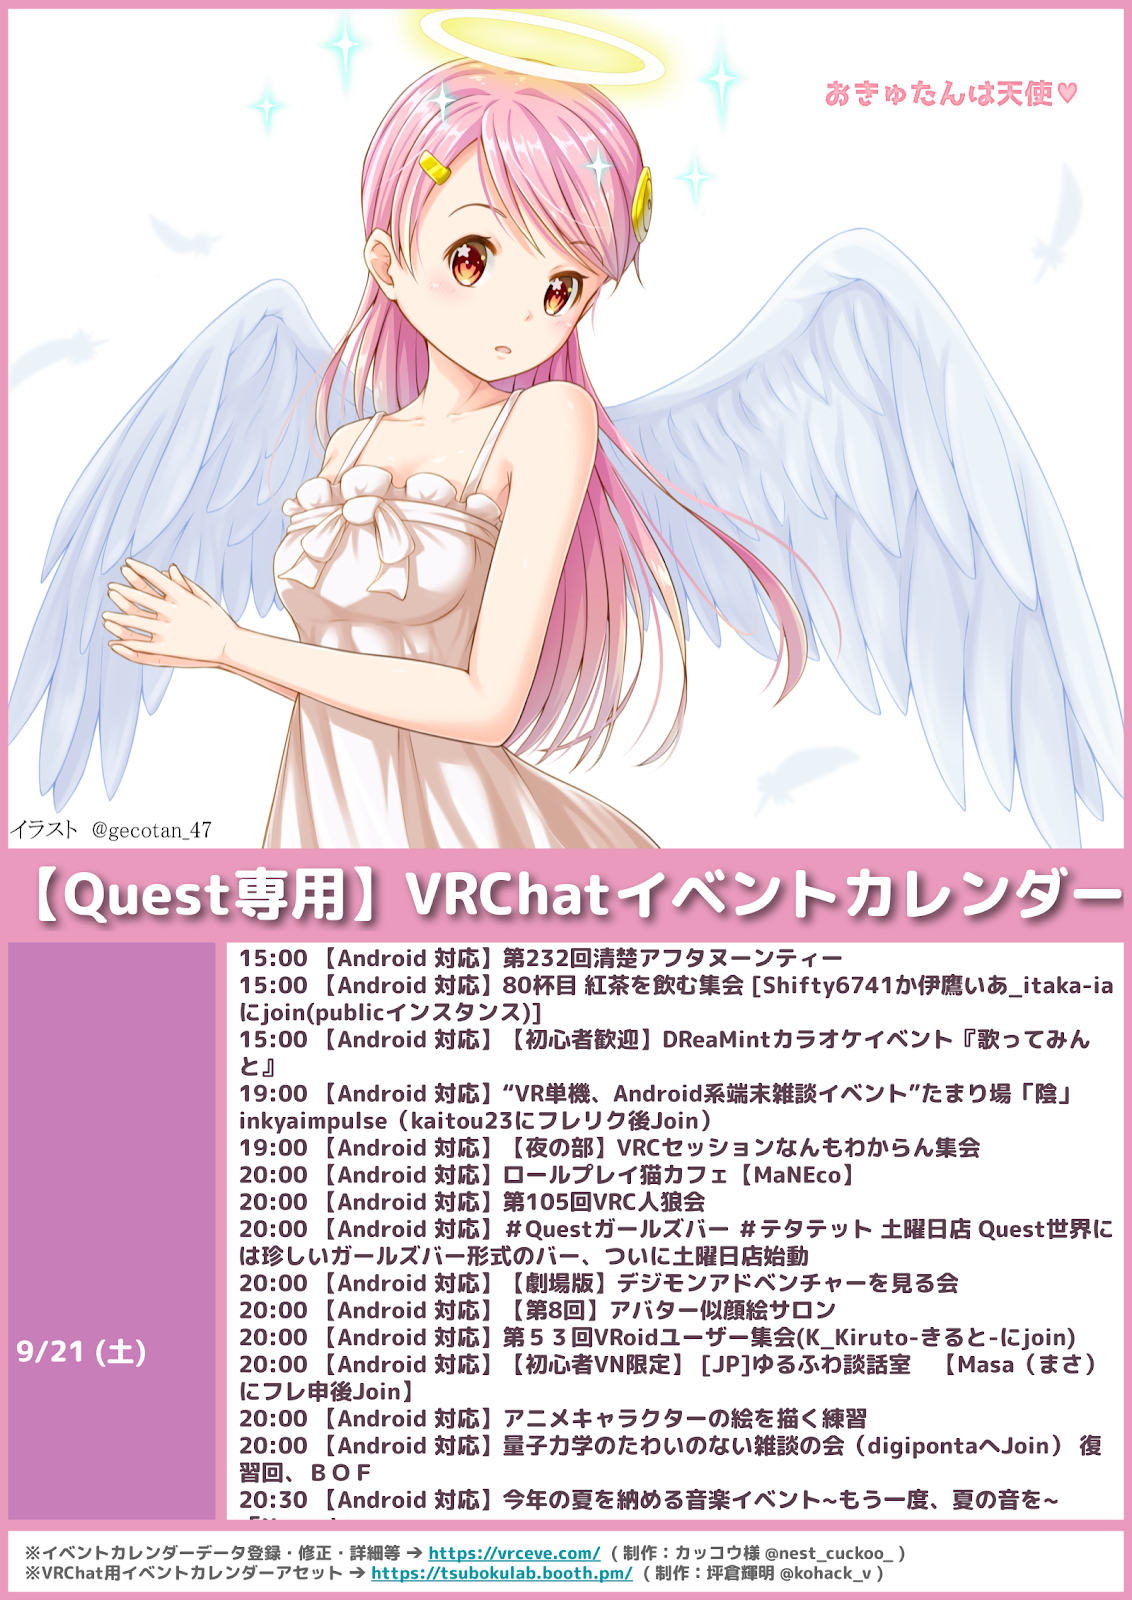 おきゅたんは天使♥
イラスト @gecotan_47
【Quest専用】VRChatイベントカレンダー
9/21 (土)
15:00 【Android 対応】第232回清楚アフタヌーンティー
15:00 【Android 対応】80杯目 紅茶を飲む集会 [Shifty6741か伊鷹いあ_itaka-ia
にjoin(publicインスタンス)]
15:00 【Android 対応】【初心者歓迎】DReaMintカラオケイベント『歌ってみん
と』
19:00 【Android 対応】“VR単機、Android系端末雑談イベント”たまり場「陰」
inkyaimpulse（kaitou23にフレリク後Join）
19:00 【Android 対応】【夜の部】VRCセッションなんもわからん集会
20:00 【Android 対応】ロールプレイ猫カフェ【MaNEco】
20:00 【Android 対応】第105回VRC人狼会
20:00 【Android 対応】＃Questガールズバー ＃テタテット 土曜日店 Quest世界に
は珍しいガールズバー形式のバー、ついに土曜日店始動
20:00 【Android 対応】【劇場版】デジモンアドベンチャーを見る会
20:00 【Android 対応】【第8回】アバター似顔絵サロン
20:00 【Android 対応】第５３回VRoidユーザー集会(K_Kiruto-きると-にjoin)
20:00 【Android 対応】【初心者VN限定】 [JP]ゆるふわ談話室　【Masa（まさ）
にフレ申後Join】
20:00 【Android 対応】アニメキャラクターの絵を描く練習
20:00 【Android 対応】量子力学のたわいのない雑談の会（digipontaへJoin） 復
習回、ＢＯＦ
20:30 【Android 対応】今年の夏を納める音楽イベント~もう一度、夏の音を~
※イベントカレンダーデータ登録・修正・詳細等 → https://vrceve.com/ ( 制作：カッコウ様 @nest_cuckoo_ )
※VRChat用イベントカレンダーアセット → https://tsubokulab.booth.pm/ ( 制作：坪倉輝明 @kohack_v )